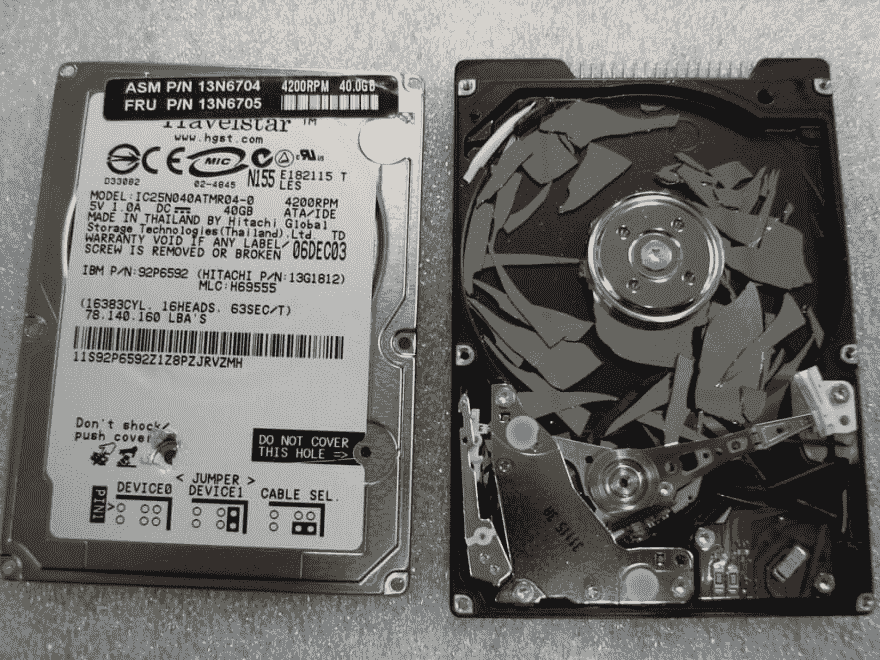 ASM P/N 13N6704 4200RPM 40.0GB
FRU P/N 13N6705
Travelstar ™
www.hgst.com
CE MIC
D33082 02-4845 N155 E182115 T
LES
MODEL:IC25N040ATMR04-0 4200RPM
5V 1.0A DC 40GB ATA/IDE
MADE IN THAILAND BY Hitachi Global
Storage Technologies(Thailand).Ltd. TD
WARRANTY VOID IF ANY LABEL/ 06DEC03
SCREW IS REMOVED OR BROKEN
IBM P/N:92P6592 (HITACHI P/N:13G1812)
MLC:H69555
(16383CYL. 16HEADS. 63SEC/T)
78.140.160 LBA'S
11S92P6592Z1Z8PZJRVZMH
Don't shock/
push cover
DO NOT COVER
THIS HOLE =>
< JUMPER >
PIN1 DEVICE0 DEVICE1 CABLE SEL.